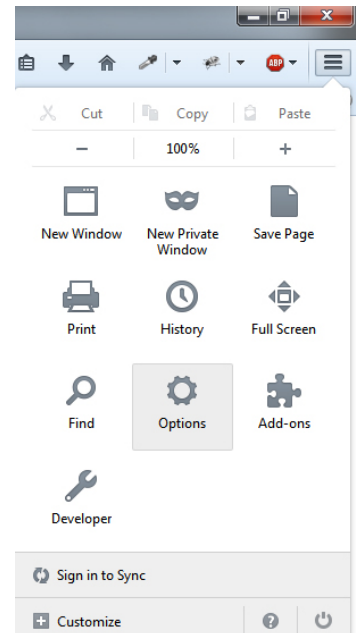 ABP
Cut Copy Paste
− 100% +
New Window New Private Window Save Page
Print History Full Screen
Find Options Add-ons
Developer
Sign in to Sync
Customize